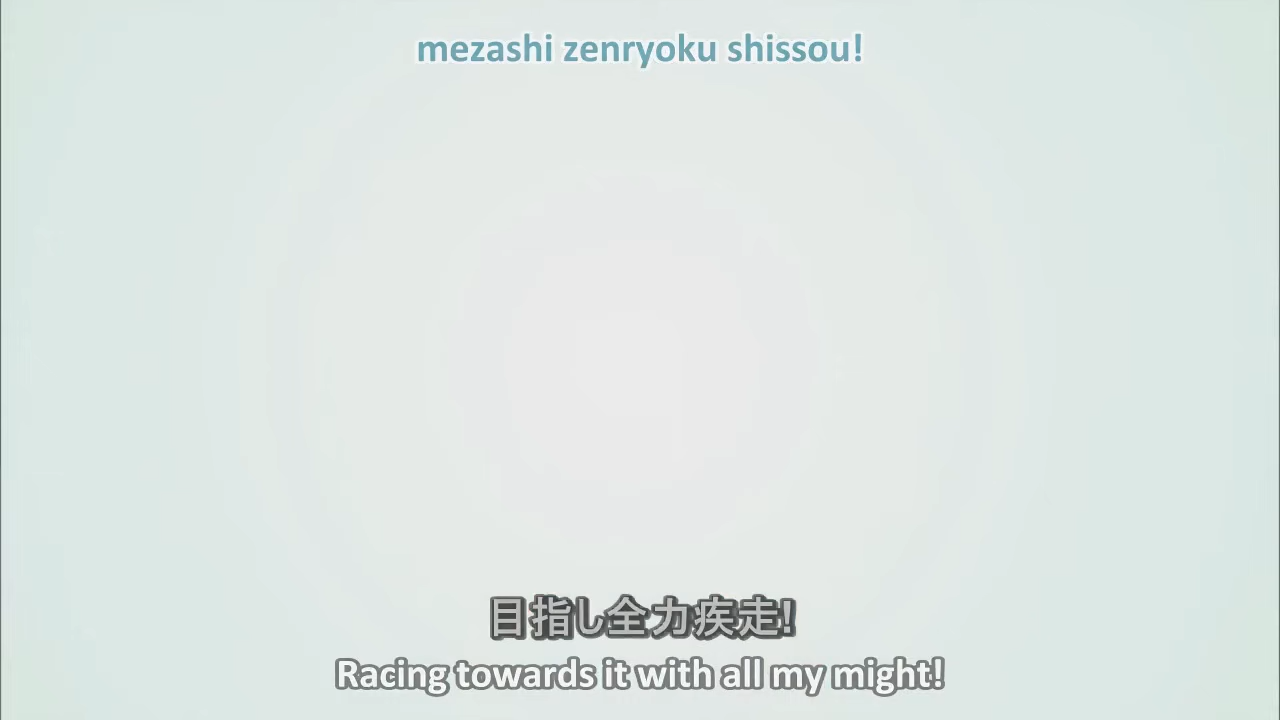 mezashi zenryoku shissou!
目指し全力疾走!
Racing towards it with all my might!